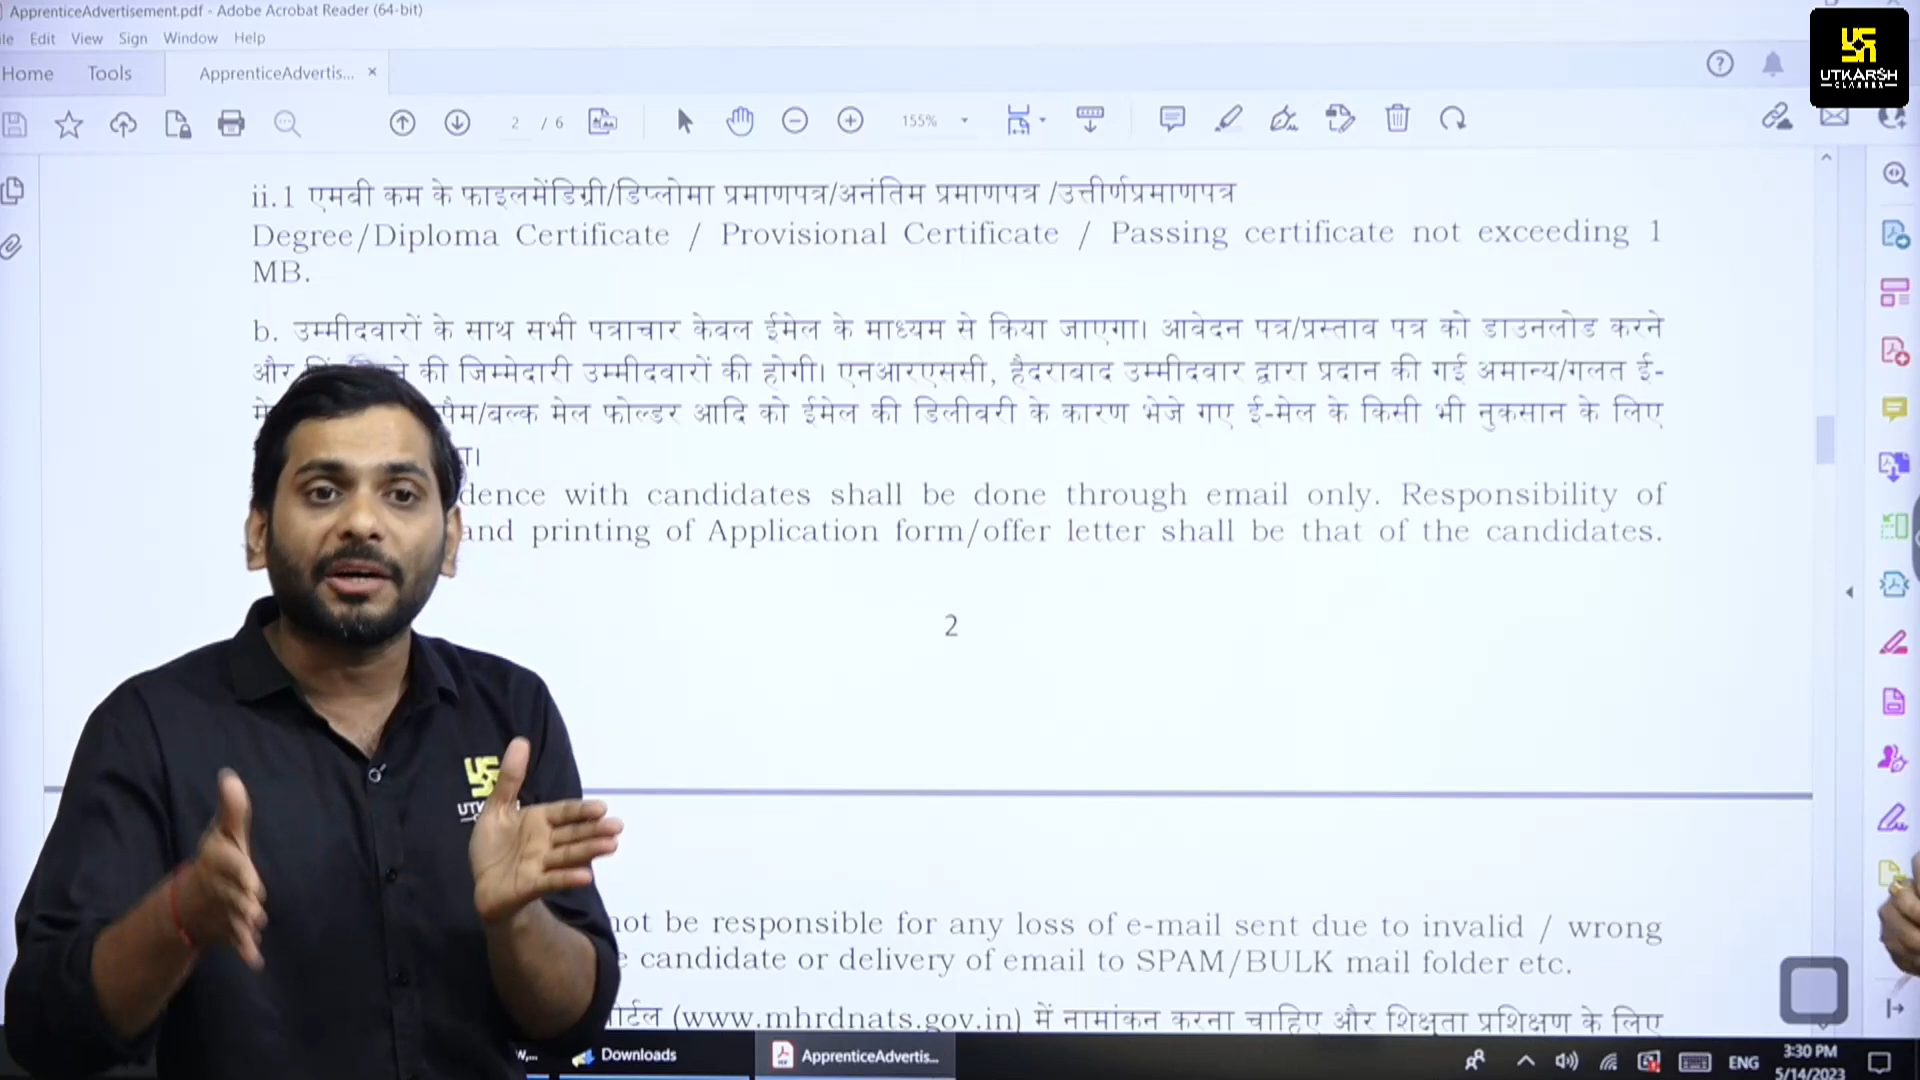 ApprenticeAdvertisement.pdf - Adobe Acrobat Reader (64-bit)
Edit View Sign Window Help
Home Tools ApprenticeAdvertis... ×
2 / 6 155%
UTKARSH
CLASSES
ii.1 एमबी कम के फाइलमेंडिग्री/डिप्लोमा प्रमाणपत्र/अनंतिम प्रमाणपत्र /उत्तीर्णप्रमाणपत्र
Degree/Diploma Certificate / Provisional Certificate / Passing certificate not exceeding 1
MB.
b. उम्मीदवारों के साथ सभी पत्राचार केवल ईमेल के माध्यम से किया जाएगा। आवेदन पत्र/प्रस्ताव पत्र को डाउनलोड करने
और की जिम्मेदारी उम्मीदवारों की होगी। एनआरएससी, हैदराबाद उम्मीदवार द्वारा प्रदान की गई अमान्य/गलत ई-
मेल फोल्डर आदि को ईमेल की डिलीवरी के कारण भेजे गए ई-मेल के किसी भी नुकसान के लिए
with candidates shall be done through email only. Responsibility of
and printing of Application form/offer letter shall be that of the candidates.
2
not be responsible for any loss of e-mail sent due to invalid / wrong
candidate or delivery of email to SPAM/BULK mail folder etc.
(www.mhrdnats.gov.in) में नामांकन करना चाहिए और शिक्षुता प्रशिक्षण के लिए
Downloads
ApprenticeAdvertis...
ENG
3:30 PM
5/14/2023